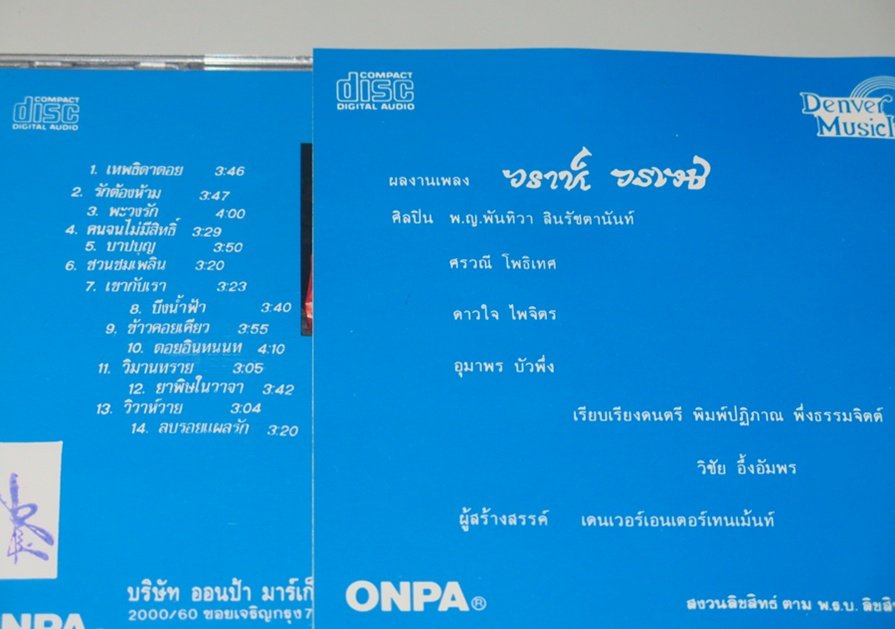 COMPACT
disc
DIGITAL AUDIO
1. เทพธิดาดอย 3:46
2. รักต้องห้าม 3:47
3. พะวงรัก 4:00
4. คนจนไม่มีสิทธิ์ 3:29
5. บาปบุญ 3:50
6. ชวนชมเพลิน 3:20
7. เขากับเรา 3:23
8. บึงน้ำฟ้า 3:40
9. ข้าวคอยเคียว 3:55
10. ดอยอินทนนท 4:10
11. วิมานทราย 3:05
12. ยาพิษในวาจา 3:42
13. วิวาห์วาย 3:04
14. ลบรอยแผลรัก 3:20
บริษัท ออนป้า มาร์เก็
2000/60 ซอยเจริญกรุง7
NPA
COMPACT
disc
DIGITAL AUDIO
Denver
Music
ผลงานเพลง
ศิลปิน พ.ญ.พันทิวา สินรัชตานันท์
ศรวณี โพธิเทศ
ดาวใจ ไพจิตร
อุมาพร บัวพึ่ง
เรียบเรียงดนตรี พิมพ์ปฏิภาณ พึ่งธรรมจิตต์
วิชัย อึ้งอัมพร
ผู้สร้างสรรค์ เดนเวอร์เอนเตอร์เทนเม้นท์
ONPA®
สงวนลิขสิทธ์ ตาม พ.ร.บ. ลิขสิ